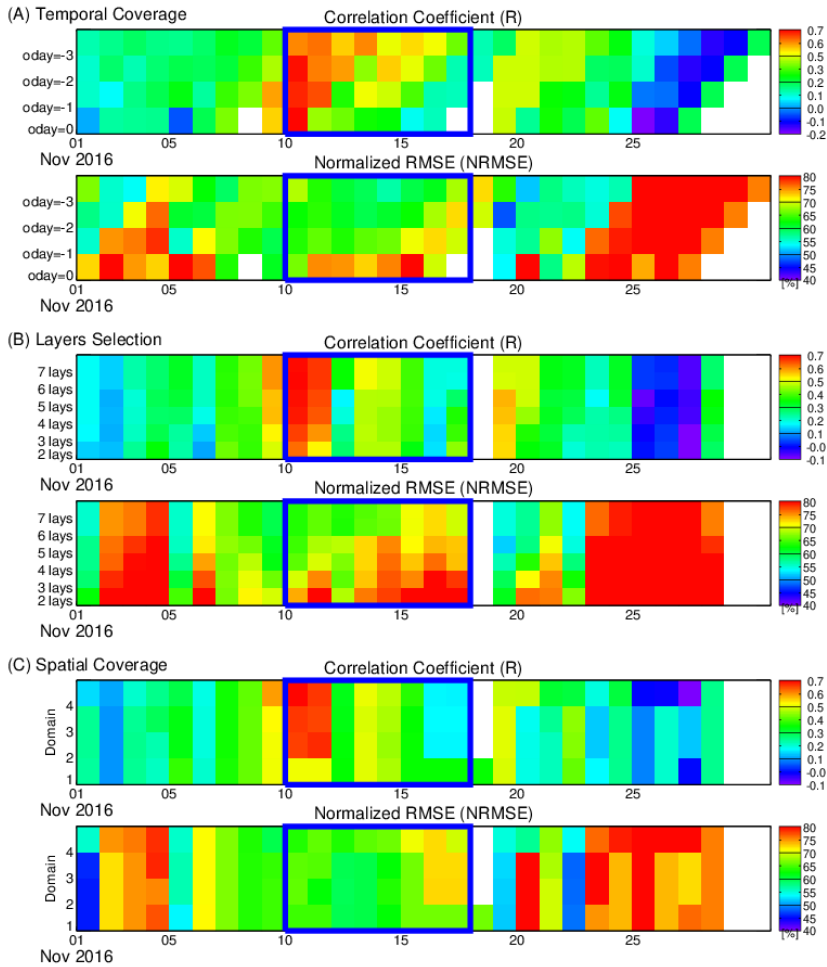 (A) Temporal Coverage
Correlation Coefficient (R)
oday=-3
oday=-2
oday=-1
oday=0
01 05 10 15 20 25
Nov 2016
0.7
0.6
0.5
0.4
0.3
0.2
0.1
0.0
-0.1
-0.2
Normalized RMSE (NRMSE)
oday=-3
oday=-2
oday=-1
oday=0
01 05 10 15 20 25
Nov 2016
80
75
70
65
60
55
50
45
40
[%]
(B) Layers Selection
Correlation Coefficient (R)
7 lays
6 lays
5 lays
4 lays
3 lays
2 lays
01 05 10 15 20 25
Nov 2016
0.7
0.6
0.5
0.4
0.3
0.2
0.1
-0.0
-0.1
Normalized RMSE (NRMSE)
7 lays
6 lays
5 lays
4 lays
3 lays
2 lays
01 05 10 15 20 25
Nov 2016
80
75
70
65
60
55
50
45
40
[%]
(C) Spatial Coverage
Correlation Coefficient (R)
Domain
4
3
2
1
01 05 10 15 20 25
Nov 2016
0.7
0.6
0.5
0.4
0.3
0.2
0.1
-0.0
-0.1
Normalized RMSE (NRMSE)
Domain
4
3
2
1
01 05 10 15 20 25
Nov 2016
80
75
70
65
60
55
50
45
40
[%]